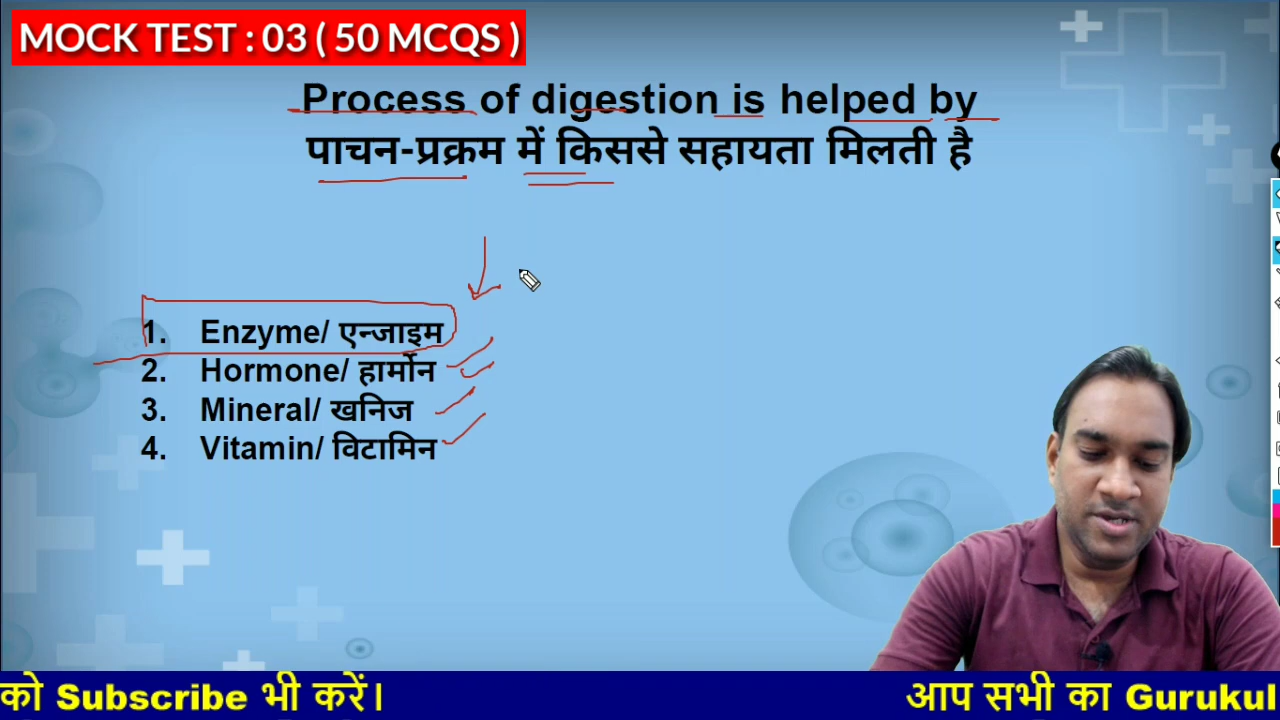 MOCK TEST : 03 ( 50 MCQS )
Process of digestion is helped by
पाचन-प्रक्रम में किससे सहायता मिलती है
1. Enzyme/ एन्जाइम
2. Hormone/ हार्मोन
3. Mineral/ खनिज
4. Vitamin/ विटामिन
को Subscribe भी करें। आप सभी का Gurukul